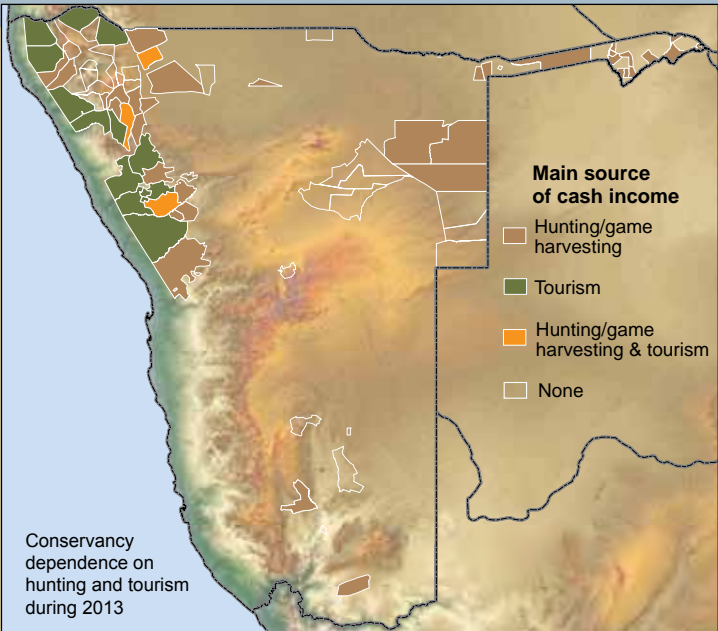 Main source
of cash income
Hunting/game
harvesting
Tourism
Hunting/game
harvesting & tourism
None
Conservancy
dependence on
hunting and tourism
during 2013